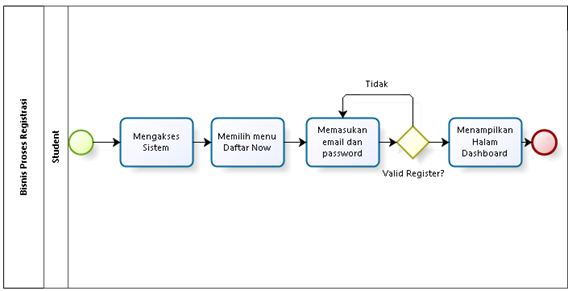 Bisnis Proses Registrasi
Student
Mengakses
Sistem
Memilih menu
Daftar Now
Memasukan
email dan
password
Tidak
Valid Register?
Menampilkan
Halam
Dashboard